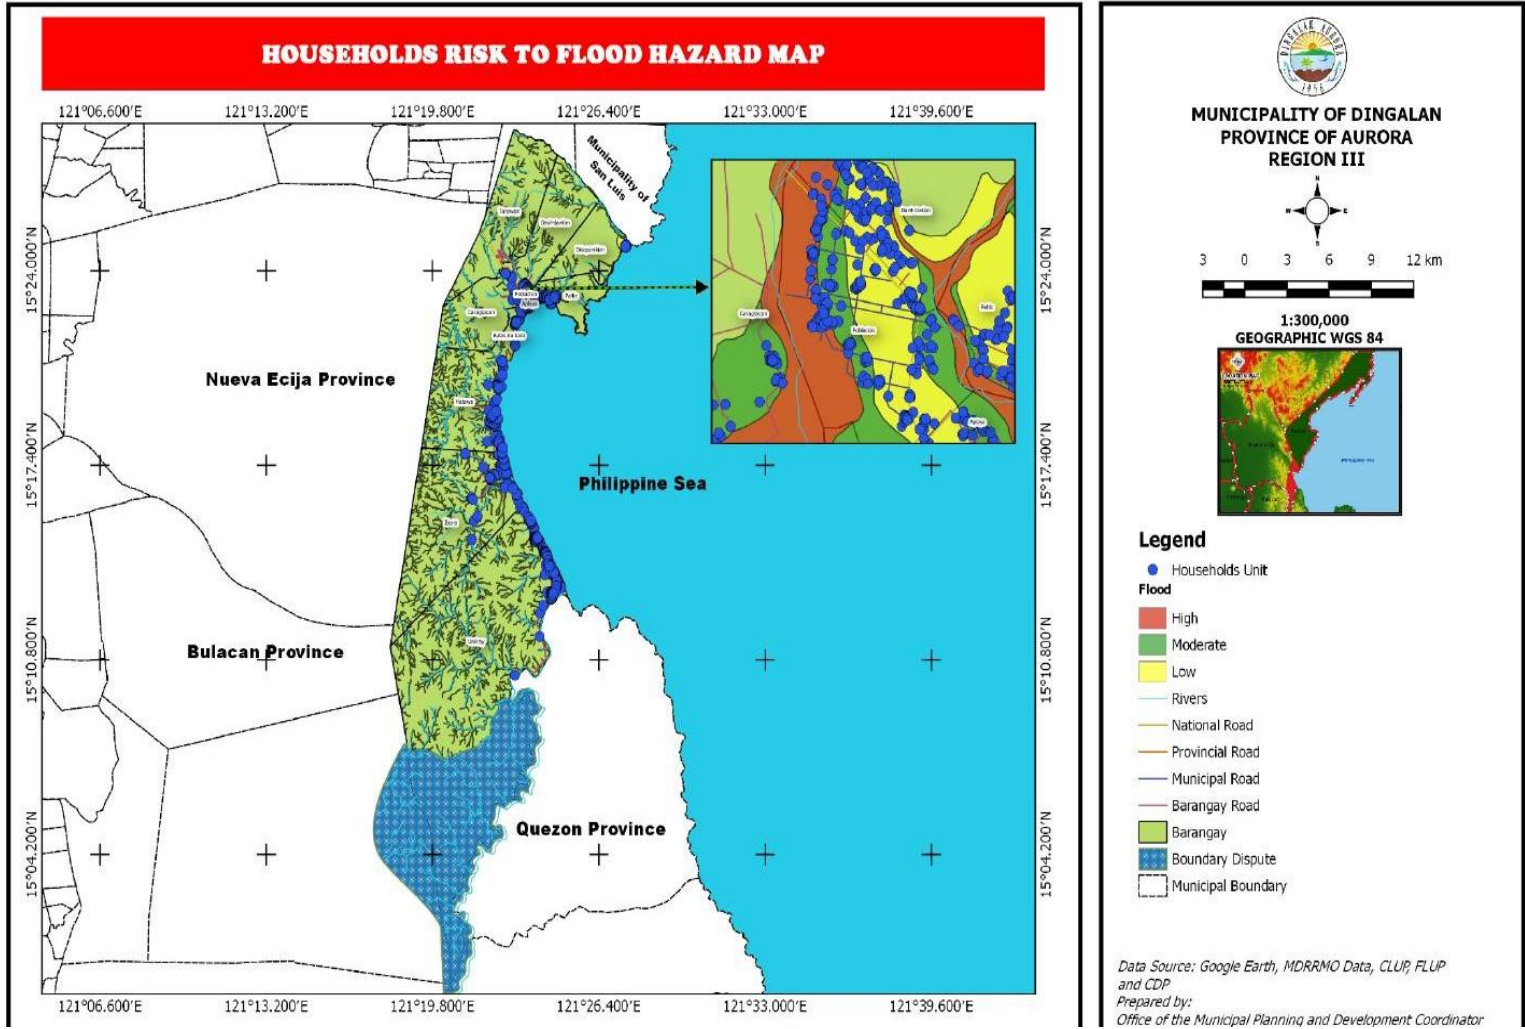 HOUSEHOLDS RISK TO FLOOD HAZARD MAP
121°06.600'E 121°13.200'E 121°19.800'E 121°26.400'E 121°33.000'E 121°39.600'E
15°24.000'N
15°17.400'N
15°10.800'N
15°04.200'N
Municipality of
San Luis
Nueva Ecija Province
Philippine Sea
Bulacan Province
Quezon Province
Caragsacan
Poblacion
Paltic
15°24.000'N
15°17.400'N
15°10.800'N
15°04.200'N
121°06.600'E 121°13.200'E 121°19.800'E 121°26.400'E 121°33.000'E 121°39.600'E
DINGALAN AURORA
1956
MUNICIPALITY OF DINGALAN
PROVINCE OF AURORA
REGION III
N
W E
S
3 0 3 6 9 12 km
1:300,000
GEOGRAPHIC WGS 84
Legend
Households Unit
Flood
High
Moderate
Low
Rivers
National Road
Provincial Road
Municipal Road
Barangay Road
Barangay
Boundary Dispute
Municipal Boundary
Data Source: Google Earth, MDRRMO Data, CLUP, FLUP
and CDP
Prepared by:
Office of the Municipal Planning and Development Coordinator